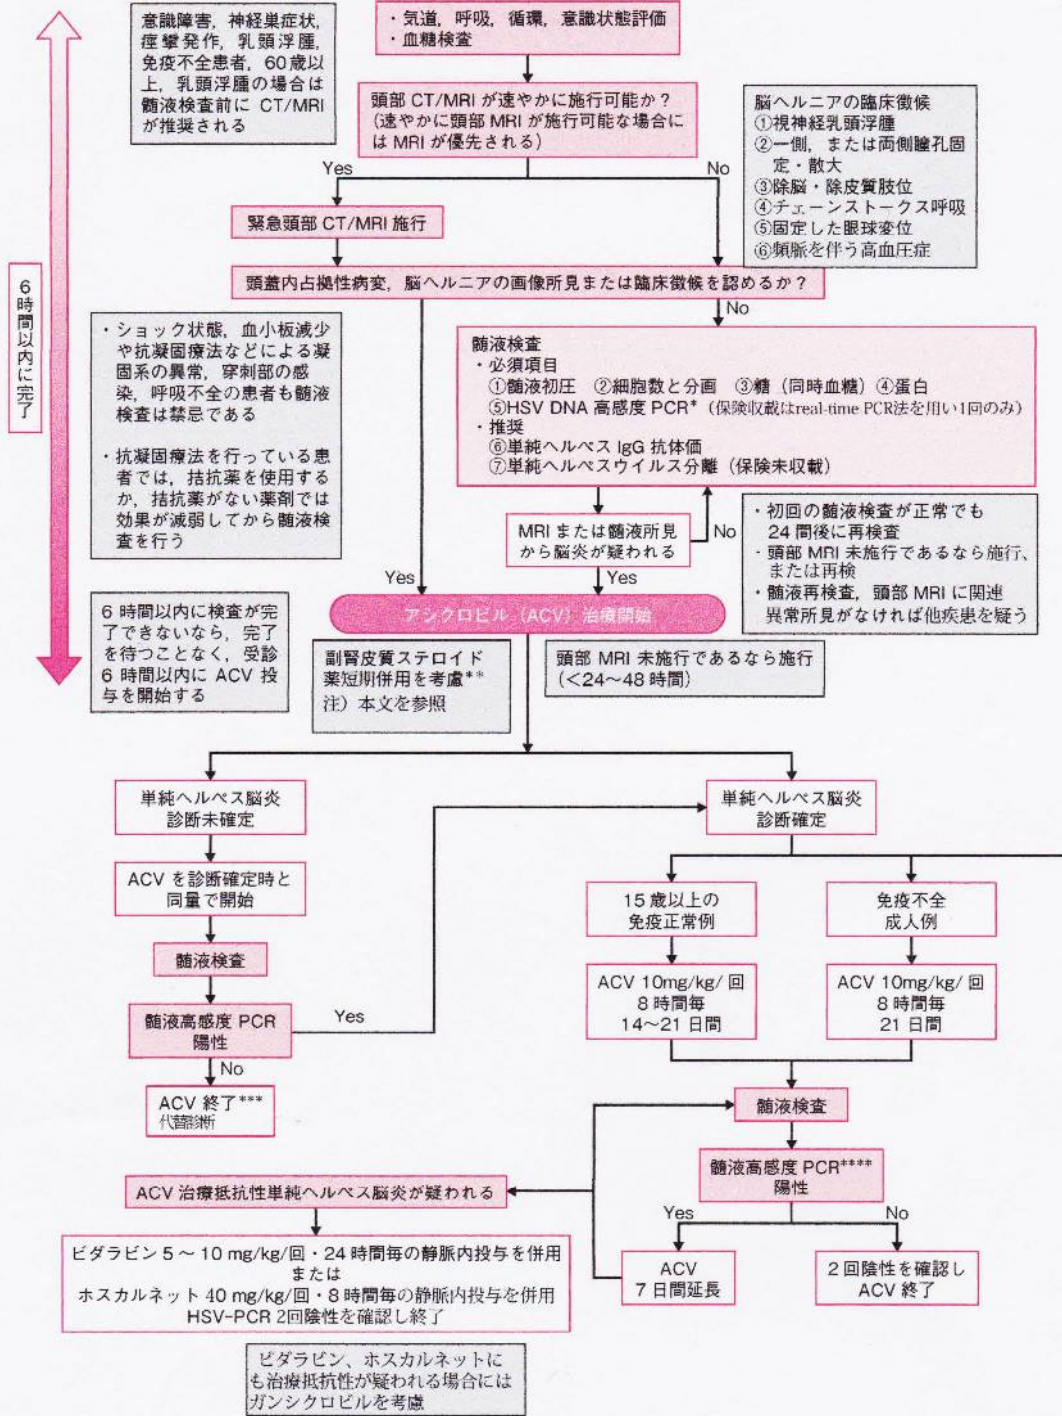 意識障害，神経巣症状，
痙攣発作，乳頭浮腫，
免疫不全患者，60歳以
上，乳頭浮腫の場合は
髄液検査前に CT/MRI
が推奨される
・気道，呼吸，循環，意識状態評価
・血糖検査
頭部 CT/MRI が速やかに施行可能か？
（速やかに頭部 MRI が施行可能な場合に
は MRI が優先される）
脳ヘルニアの臨床徴候
①視神経乳頭浮腫
②一側，または両側瞳孔固
定・散大
③除脳・除皮質肢位
④チェーンストークス呼吸
⑤固定した眼球変位
⑥頻脈を伴う高血圧症
Yes
No
緊急頭部 CT/MRI 施行
頭蓋内占拠性病変，脳ヘルニアの画像所見または臨床徴候を認めるか？
6時間以内に完了
No
・ショック状態，血小板減少
や抗凝固療法などによる凝
固系の異常，穿刺部の感
染，呼吸不全の患者も髄液
検査は禁忌である
・抗凝固療法を行っている患
者では，拮抗薬を使用する
か，拮抗薬がない薬剤では
効果が減弱してから髄液検
査を行う
髄液検査
・必須項目
①髄液初圧　②細胞数と分画　③糖（同時血糖）④蛋白
⑤HSV DNA 高感度 PCR*（保険収載はreal-time PCR法を用い1回のみ）
・推奨
⑥単純ヘルペス IgG 抗体価
⑦単純ヘルペスウイルス分離（保険未収載）
MRI または髄液所見
から脳炎が疑われる
No
・初回の髄液検査が正常でも
24 間後に再検査
・頭部 MRI 未施行であるなら施行、
または再検
・髄液再検査，頭部 MRI に関連
異常所見がなければ他疾患を疑う
Yes
Yes
アシクロビル（ACV）治療開始
6 時間以内に検査が完
了できないなら，完了
を待つことなく，受診
6 時間以内に ACV 投
与を開始する
副腎皮質ステロイド
薬短期併用を考慮**
注）本文を参照
頭部 MRI 未施行であるなら施行
（＜24～48 時間）
単純ヘルペス脳炎
診断未確定
単純ヘルペス脳炎
診断確定
ACV を診断確定時と
同量で開始
15 歳以上の
免疫正常例
免疫不全
成人例
髄液検査
ACV 10mg/kg/ 回
8 時間毎
14～21 日間
ACV 10mg/kg/ 回
8 時間毎
21 日間
髄液高感度 PCR
陽性
Yes
No
ACV 終了***
代替診断
髄液検査
髄液高感度 PCR****
陽性
ACV 治療抵抗性単純ヘルペス脳炎が疑われる
Yes
No
ビダラビン 5 ～ 10 mg/kg/回・24 時間毎の静脈内投与を併用
または
ホスカルネット 40 mg/kg/回・8 時間毎の静脈内投与を併用
HSV-PCR 2回陰性を確認し終了
ACV
7 日間延長
2 回陰性を確認し
ACV 終了
ビダラビン、ホスカルネットに
も治療抵抗性が疑われる場合には
ガンシクロビルを考慮